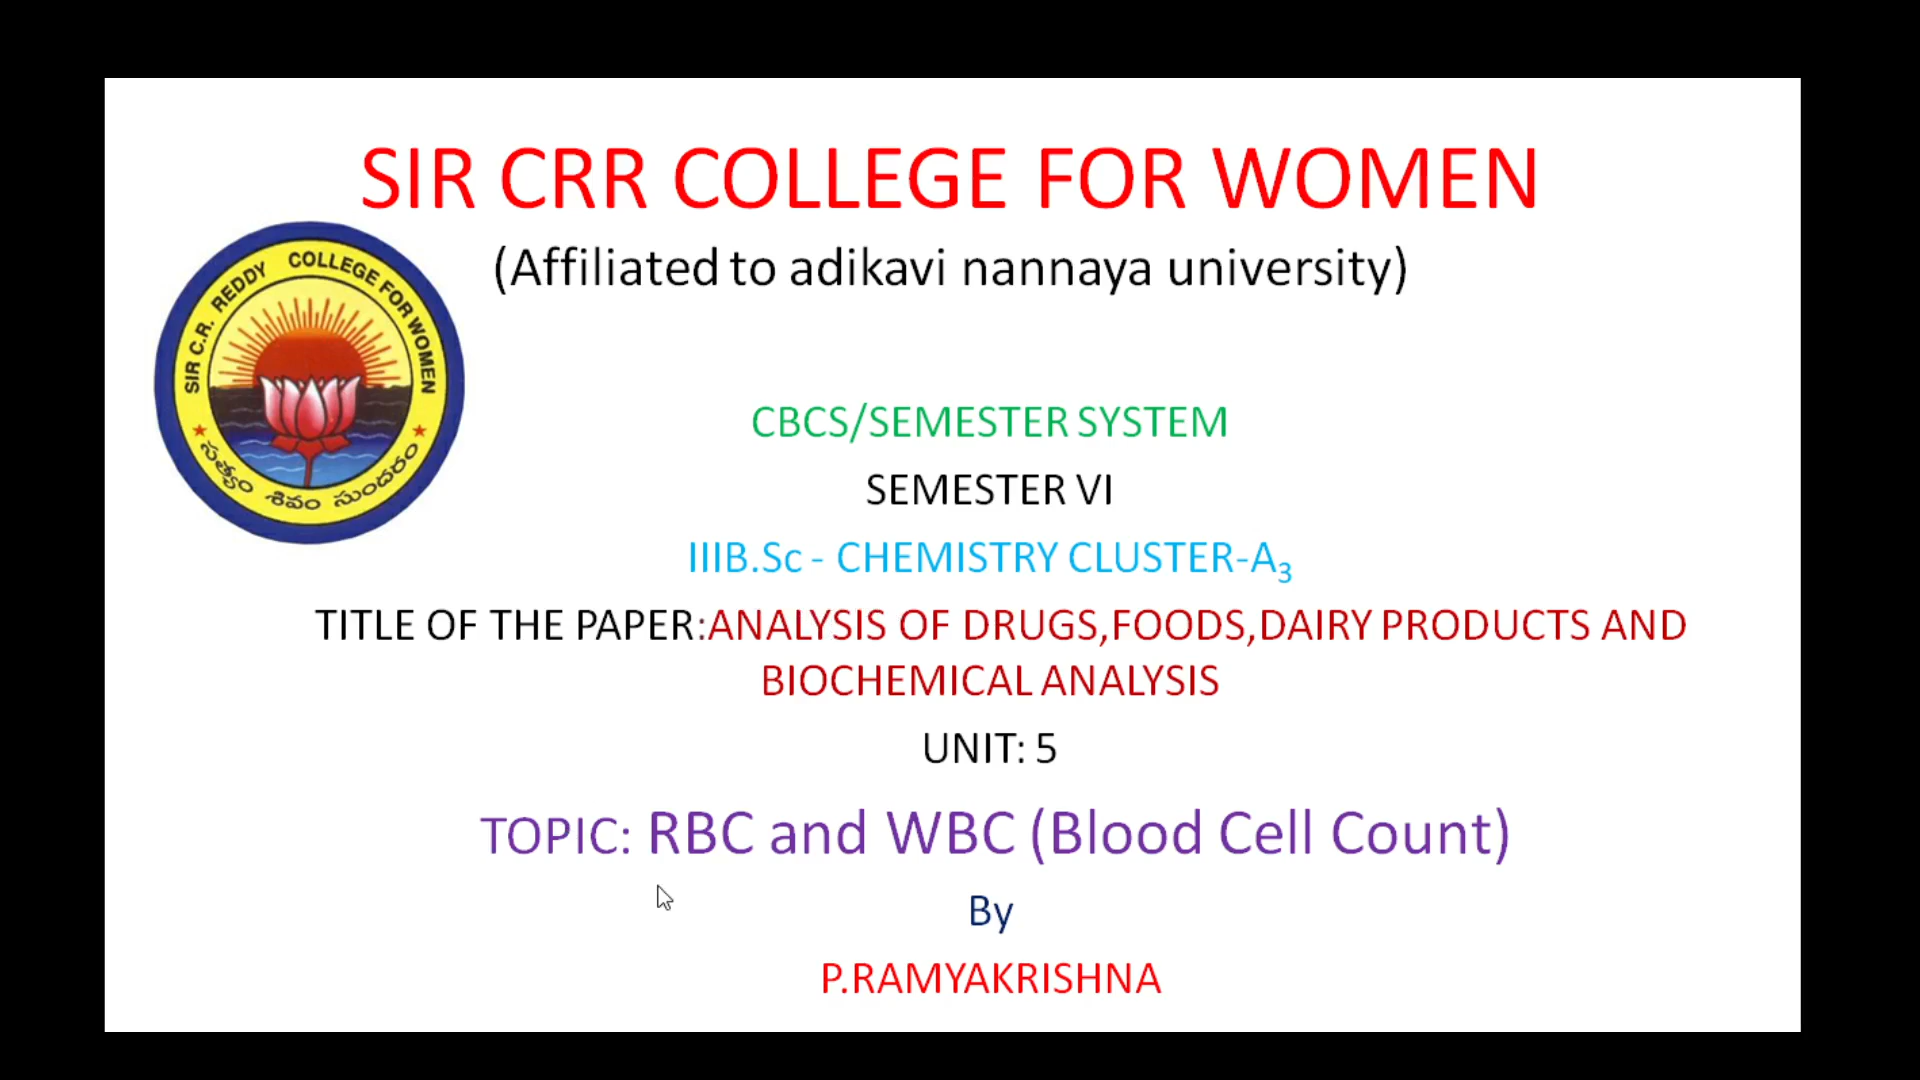 SIR CRR COLLEGE FOR WOMEN
(Affiliated to adikavi nannaya university)
SIR C.R. REDDY COLLEGE FOR WOMEN
సత్యం శివం సుందరం
CBCS/SEMESTER SYSTEM
SEMESTER VI
IIIB.Sc - CHEMISTRY CLUSTER-A₃
TITLE OF THE PAPER:ANALYSIS OF DRUGS,FOODS,DAIRY PRODUCTS AND
BIOCHEMICAL ANALYSIS
UNIT: 5
TOPIC: RBC and WBC (Blood Cell Count)
By
P.RAMYAKRISHNA